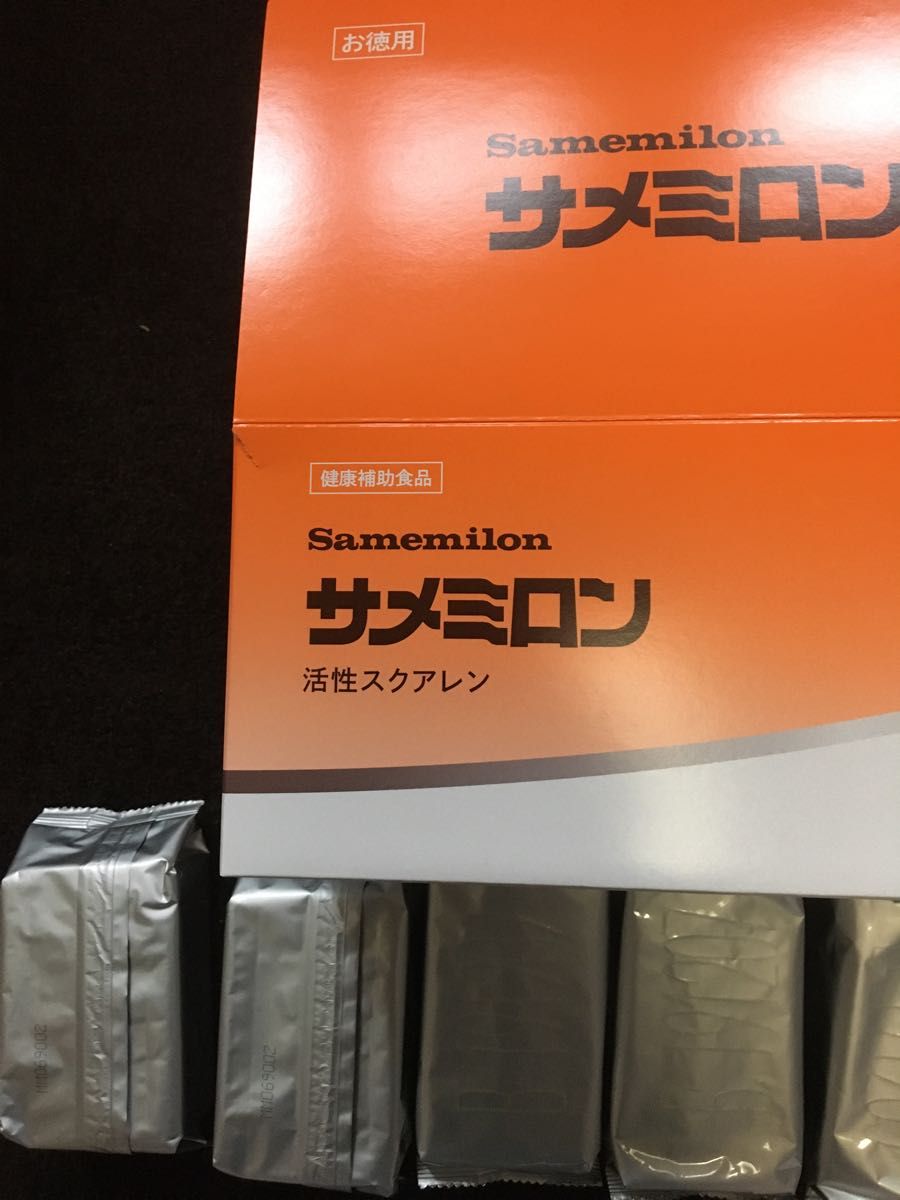 お徳用
Samemilon
サメミロン
健康補助食品
Samemilon
サメミロン
活性スクアレン